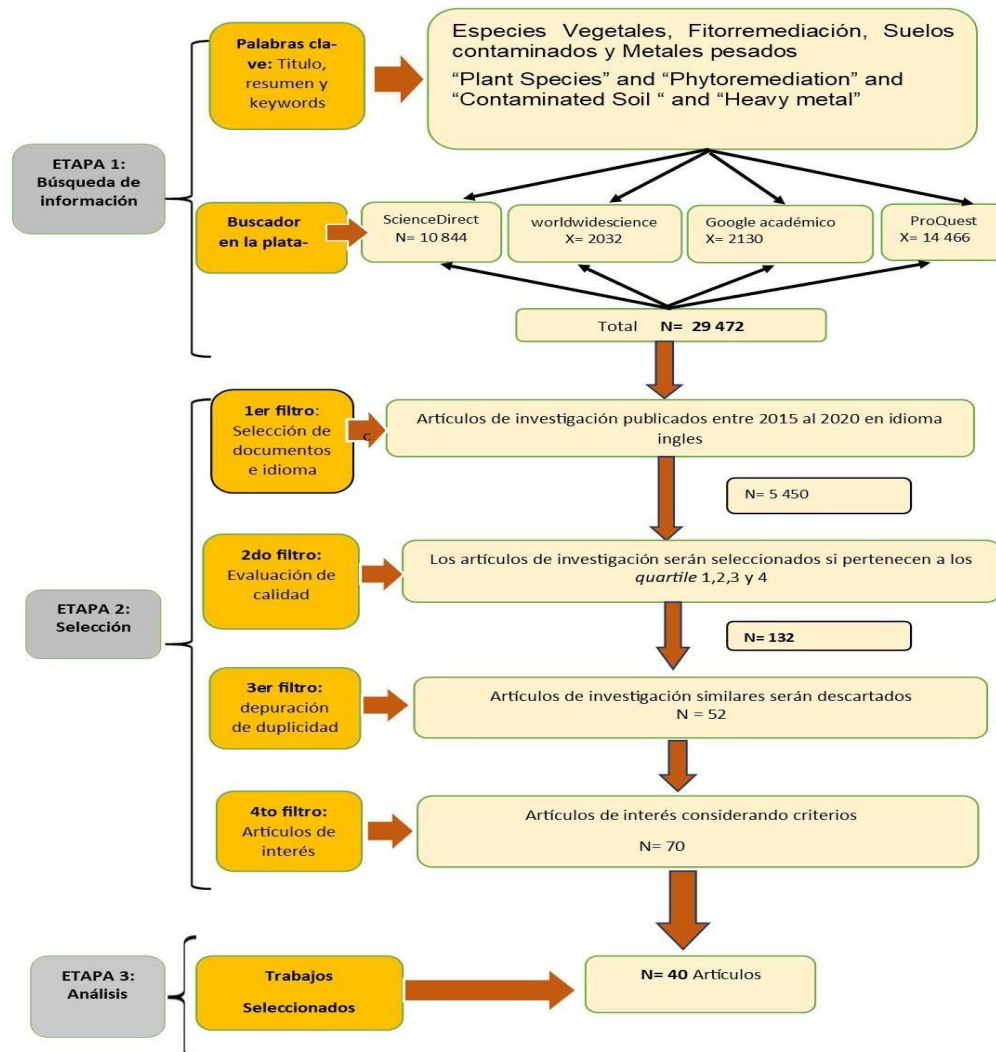 Palabras cla-
ve: Titulo,
resumen y
keywords
Especies Vegetales, Fitorremediación, Suelos
contaminados y Metales pesados
“Plant Species” and “Phytoremediation” and
“Contaminated Soil “ and “Heavy metal”
ETAPA 1:
Búsqueda de
información
Buscador
en la plata-
ScienceDirect
N= 10 844
worldwidescience
X= 2032
Google académico
X= 2130
ProQuest
X= 14 466
Total N= 29 472
1er filtro:
Selección de
documentos
e idioma
c
Artículos de investigación publicados entre 2015 al 2020 en idioma
ingles
N= 5 450
ETAPA 2:
Selección
2do filtro:
Evaluación de
calidad
Los artículos de investigación serán seleccionados si pertenecen a los
quartile 1,2,3 y 4
N= 132
3er filtro:
depuración
de duplicidad
Artículos de investigación similares serán descartados
N = 52
4to filtro:
Artículos de
interés
Artículos de interés considerando criterios
N= 70
ETAPA 3:
Análisis
Trabajos
Seleccionados
N= 40 Artículos